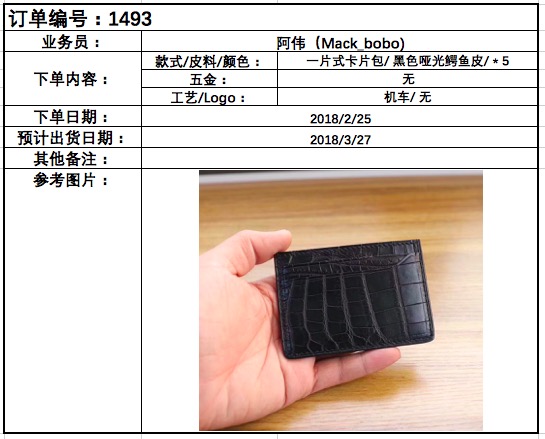 订单编号：1493
业务员： 阿伟（Mack_bobo)
下单内容： 款式/皮料/颜色： 一片式卡片包/ 黑色哑光鳄鱼皮/ * 5
五金： 无
工艺/Logo： 机车/ 无
下单日期： 2018/2/25
预计出货日期： 2018/3/27
其他备注：
参考图片：